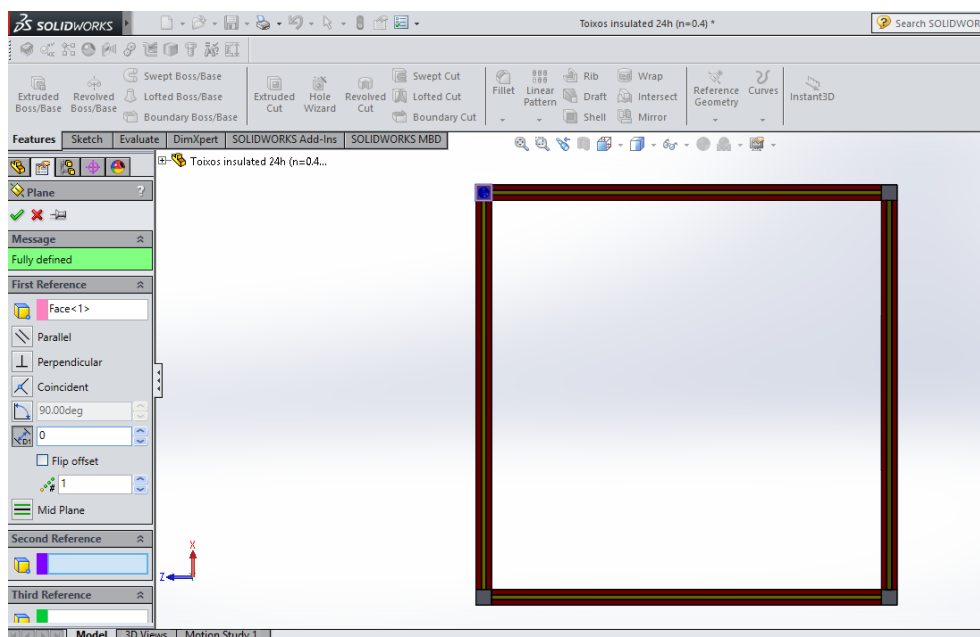 SOLIDWORKS
Toixos insulated 24h (n=0.4) *
Search SOLIDWOR
Extruded Boss/Base
Revolved Boss/Base
Swept Boss/Base
Lofted Boss/Base
Boundary Boss/Base
Extruded Cut
Hole Wizard
Revolved Cut
Swept Cut
Lofted Cut
Boundary Cut
Fillet
Linear Pattern
Rib
Draft
Shell
Wrap
Intersect
Mirror
Reference Geometry
Curves
Instant3D
Features
Sketch
Evaluate
DimXpert
SOLIDWORKS Add-Ins
SOLIDWORKS MBD
Toixos insulated 24h (n=0.4...
Plane
?
Message
Fully defined
First Reference
Face<1>
Parallel
Perpendicular
Coincident
90.00deg
D1
0
Flip offset
#
1
Mid Plane
Second Reference
Third Reference
X
Z
Model
3D Views
Motion Study 1